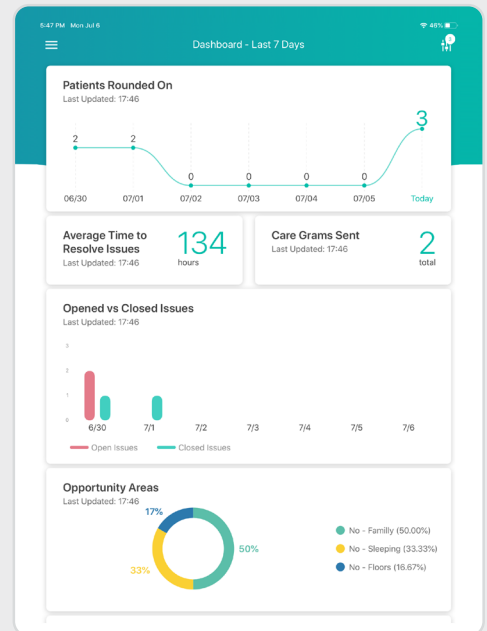 5:47 PM Mon Jul 6
46%
Dashboard - Last 7 Days
Patients Rounded On
Last Updated: 17:46
3
2 2 0 0 0 0
06/30 07/01 07/02 07/03 07/04 07/05 Today
Average Time to
Resolve Issues
Last Updated: 17:46
134
hours
Care Grams Sent
Last Updated: 17:46
2
total
Opened vs Closed Issues
Last Updated: 17:46
3
2
1
0
6/30 7/1 7/2 7/3 7/4 7/5 7/6
Open Issues Closed Issues
Opportunity Areas
Last Updated: 17:46
17%
50%
33%
No - Familly (50.00%)
No - Sleeping (33.33%)
No - Floors (16.67%)